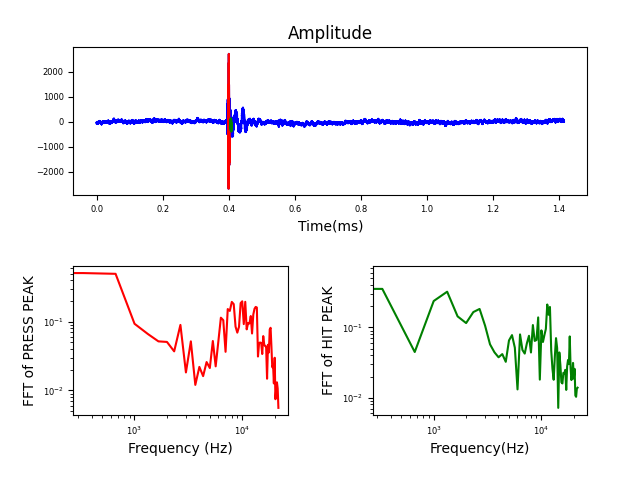 Amplitude
2000
1000
0
−1000
−2000
0.0 0.2 0.4 0.6 0.8 1.0 1.2 1.4
Time(ms)
FFT of PRESS PEAK
10⁻¹
10⁻²
10³ 10⁴
Frequency (Hz)
FFT of HIT PEAK
10⁻¹
10⁻²
10³ 10⁴
Frequency(Hz)